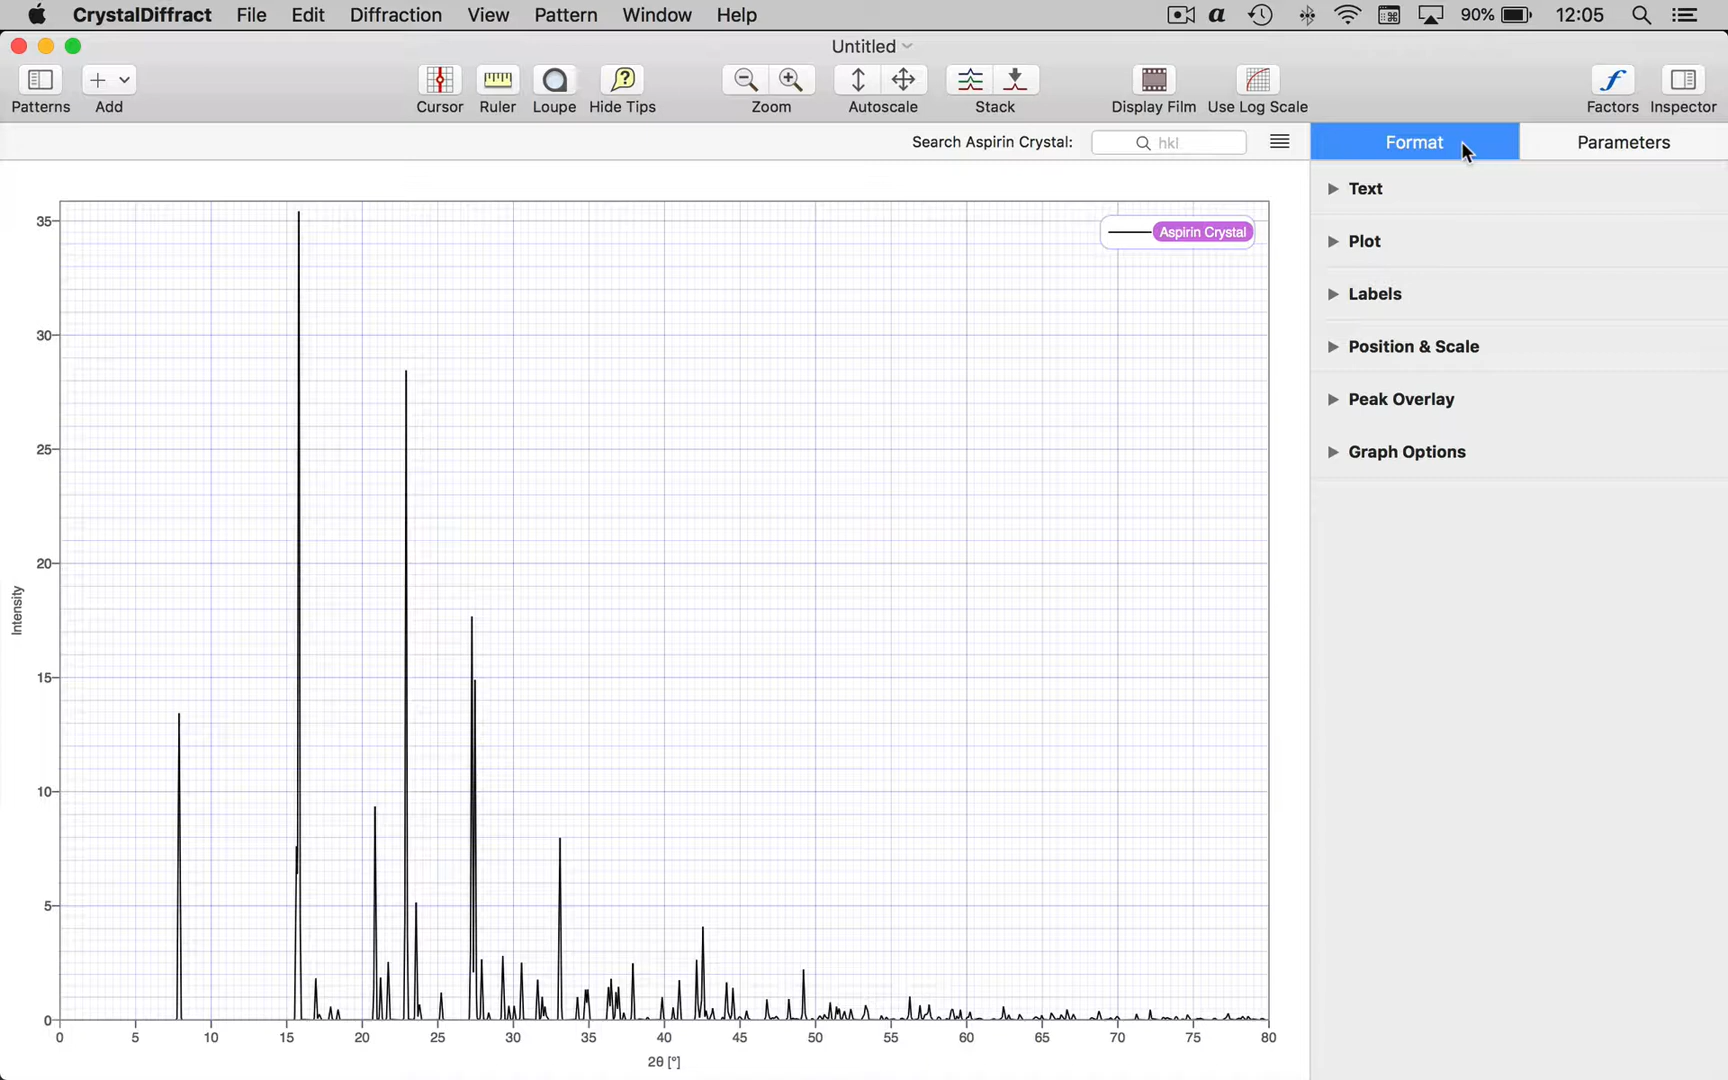 CrystalDiffract File Edit Diffraction View Pattern Window Help a 90% 12:05
Untitled
Patterns Add Cursor Ruler Loupe Hide Tips Zoom Autoscale Stack Display Film Use Log Scale Factors Inspector
Search Aspirin Crystal: hkl Format Parameters
Text
Plot
Labels
Position & Scale
Peak Overlay
Graph Options
Aspirin Crystal
35
30
25
20
15
10
5
0
Intensity
0 5 10 15 20 25 30 35 40 45 50 55 60 65 70 75 80
2θ [°]